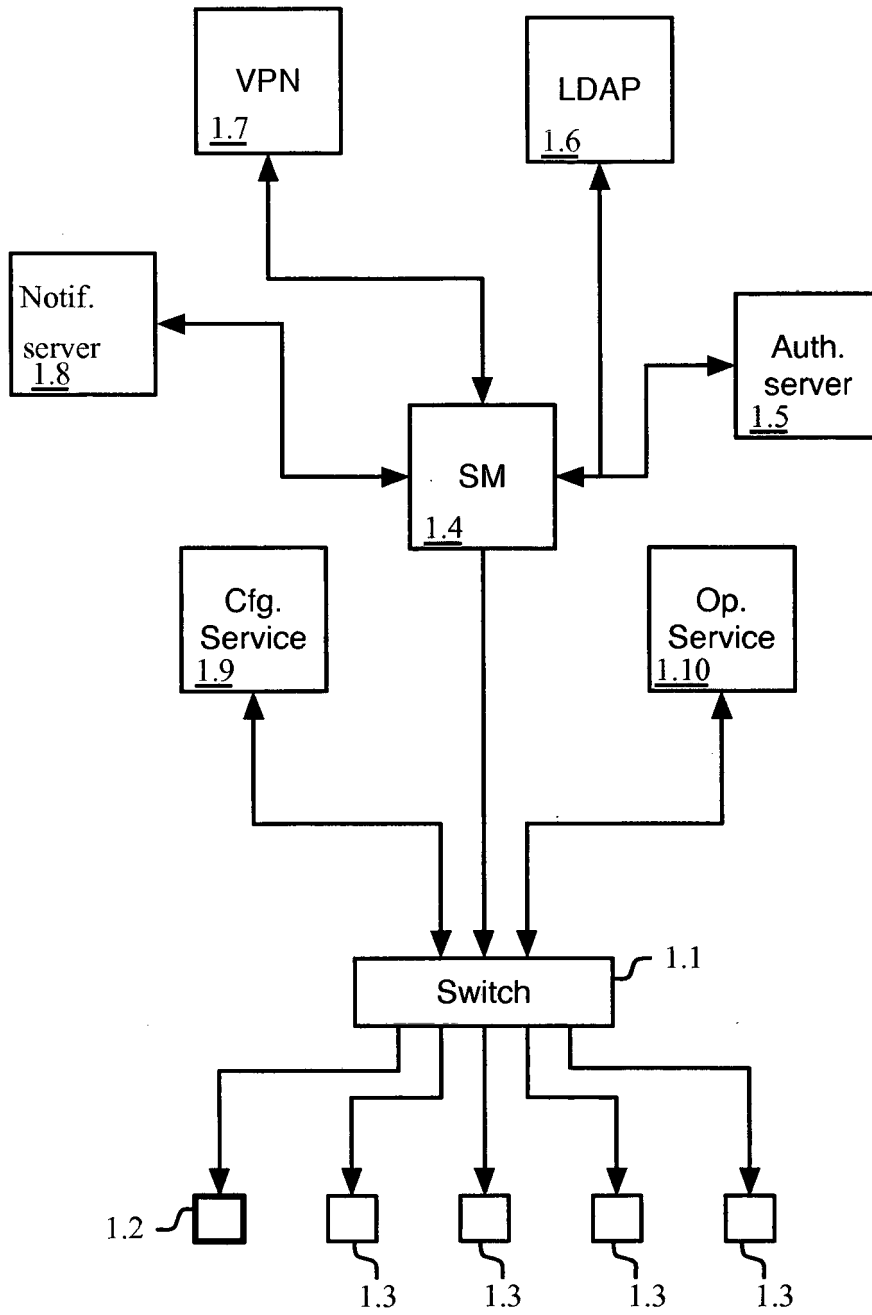 VPN
1.7
LDAP
1.6
Notif.
server
1.8
Auth.
server
1.5
SM
1.4
Cfg.
Service
1.9
Op.
Service
1.10
Switch
1.1
1.2
1.3
1.3
1.3
1.3